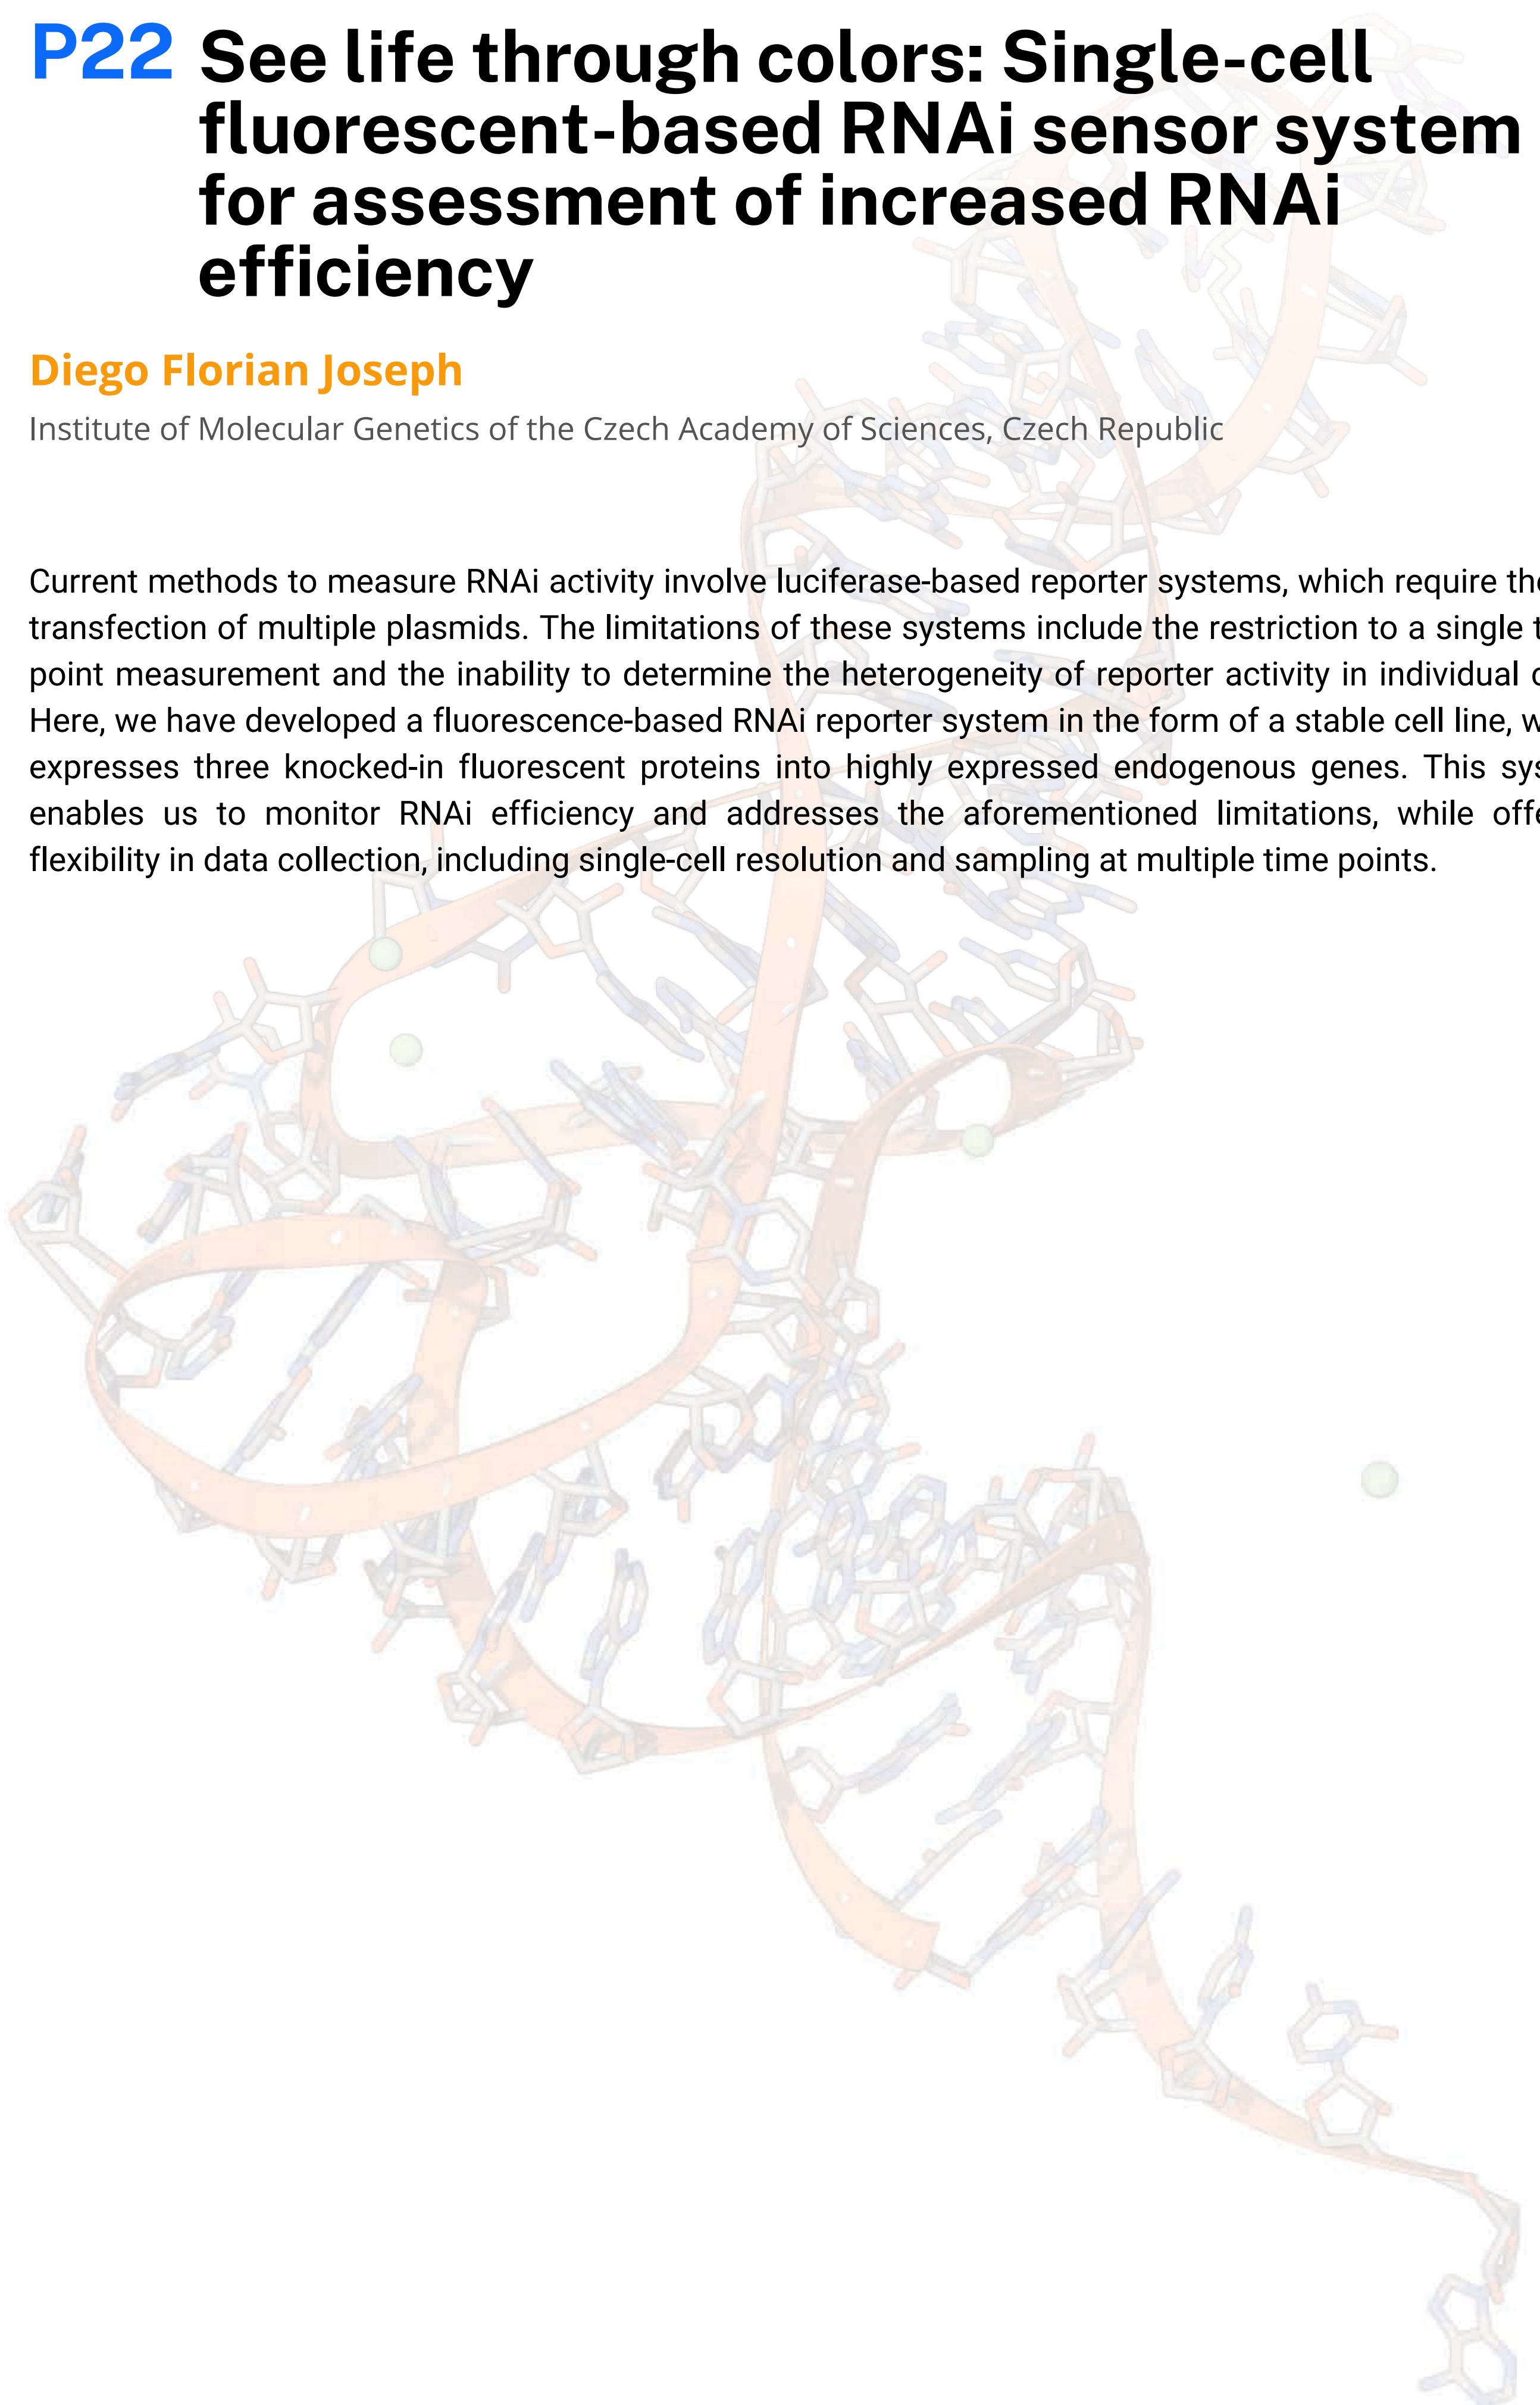 P22 See life through colors: Single-cell
fluorescent-based RNAi sensor system
for assessment of increased RNAi
efficiency
Diego Florian Joseph
Institute of Molecular Genetics of the Czech Academy of Sciences, Czech Republic
Current methods to measure RNAi activity involve luciferase-based reporter systems, which require the
transfection of multiple plasmids. The limitations of these systems include the restriction to a single
point measurement and the inability to determine the heterogeneity of reporter activity in individual
Here, we have developed a fluorescence-based RNAi reporter system in the form of a stable cell line,
expresses three knocked-in fluorescent proteins into highly expressed endogenous genes. This
enables us to monitor RNAi efficiency and addresses the aforementioned limitations, while
flexibility in data collection, including single-cell resolution and sampling at multiple time points.